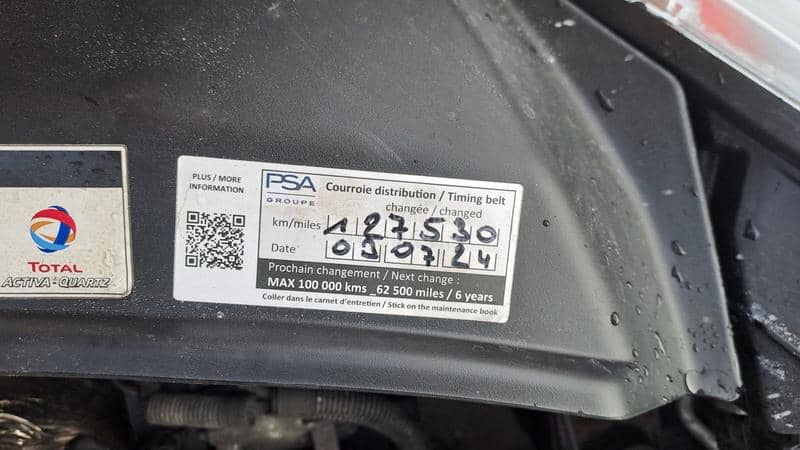 TOTAL
ACTIVA - QUARTZ
PLUS / MORE
INFORMATION
PSA
GROUPE
Courroie distribution / Timing belt
changée / changed
km/miles 127530
Date 090724
Prochain changement / Next change :
MAX 100 000 kms _62 500 miles / 6 years
Coller dans le carnet d'entretien / Stick on the maintenance book